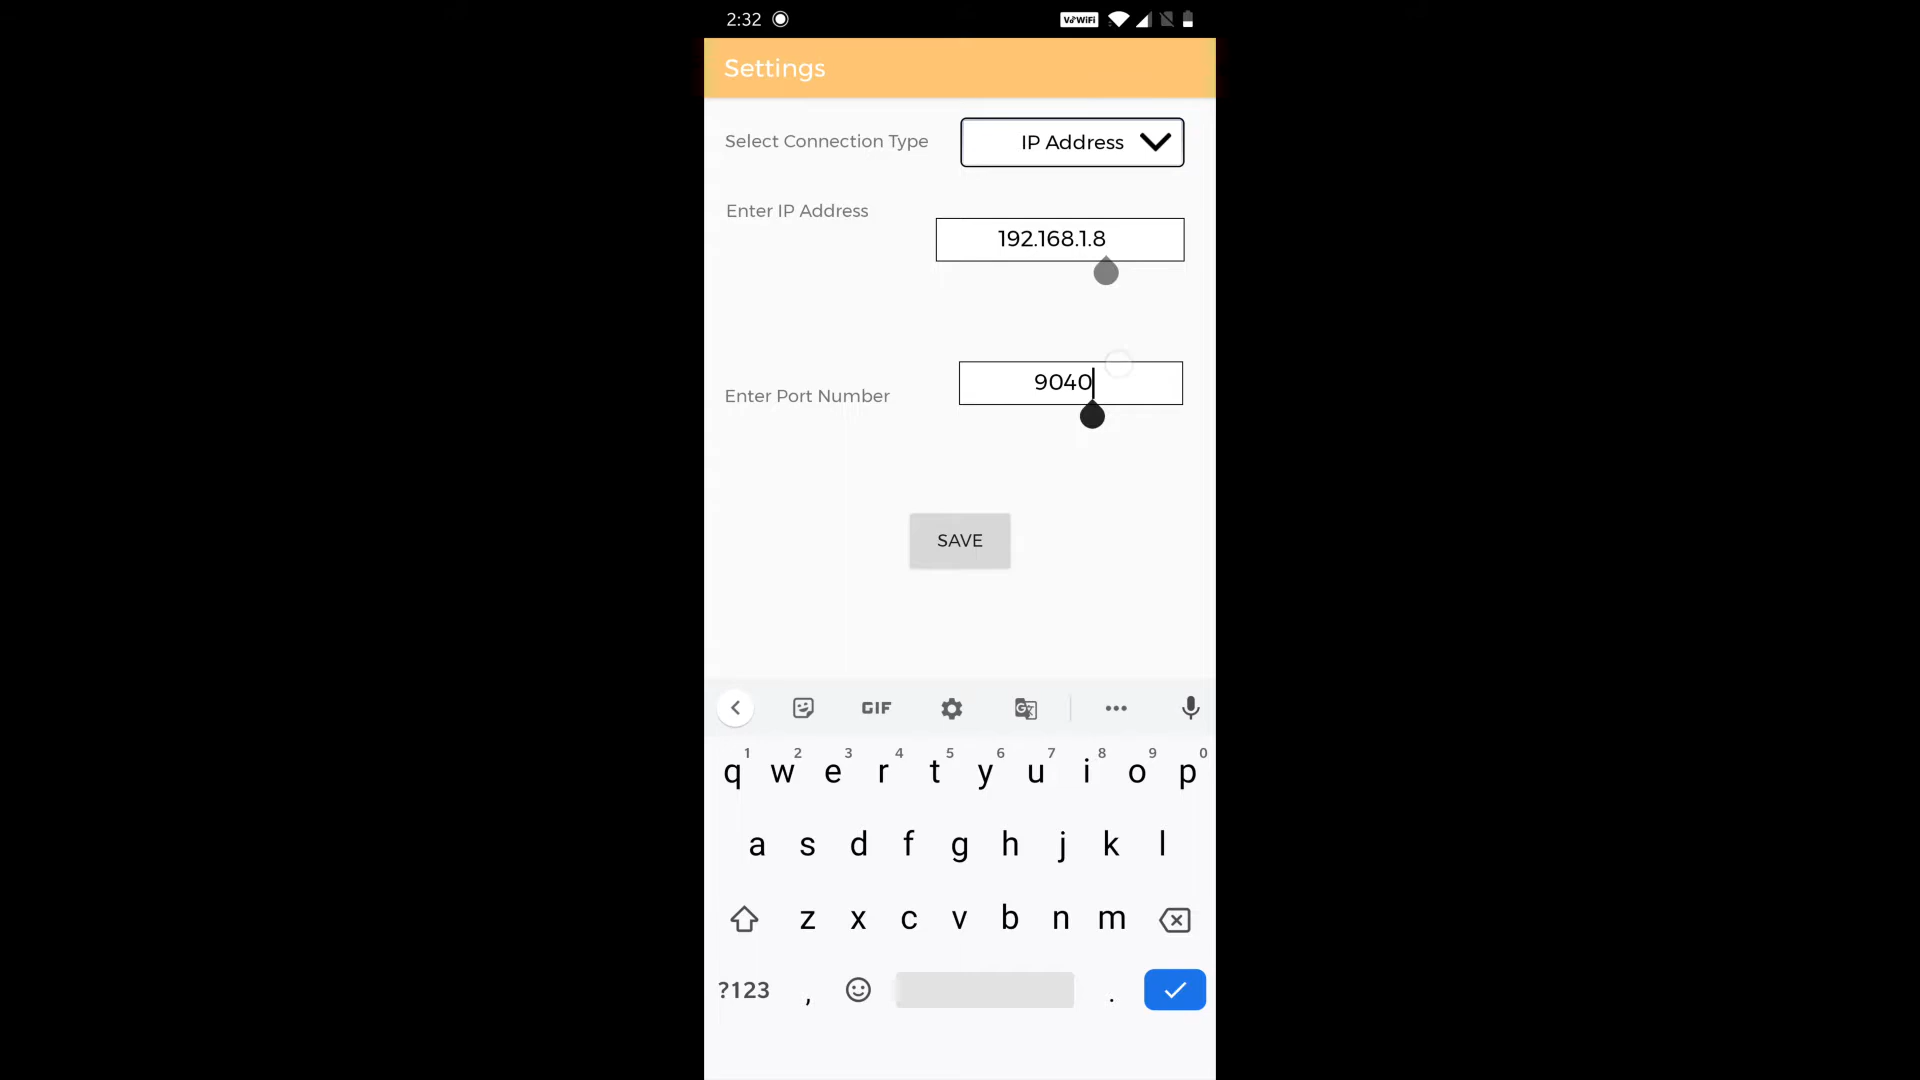 2:32
VoWiFi
Settings
Select Connection Type
IP Address
Enter IP Address
192.168.1.8
9040
Enter Port Number
SAVE
GIF
1 2 3 4 5 6 7 8 9 0
q w e r t y u i o p
a s d f g h j k l
z x c v b n m
?123 , .